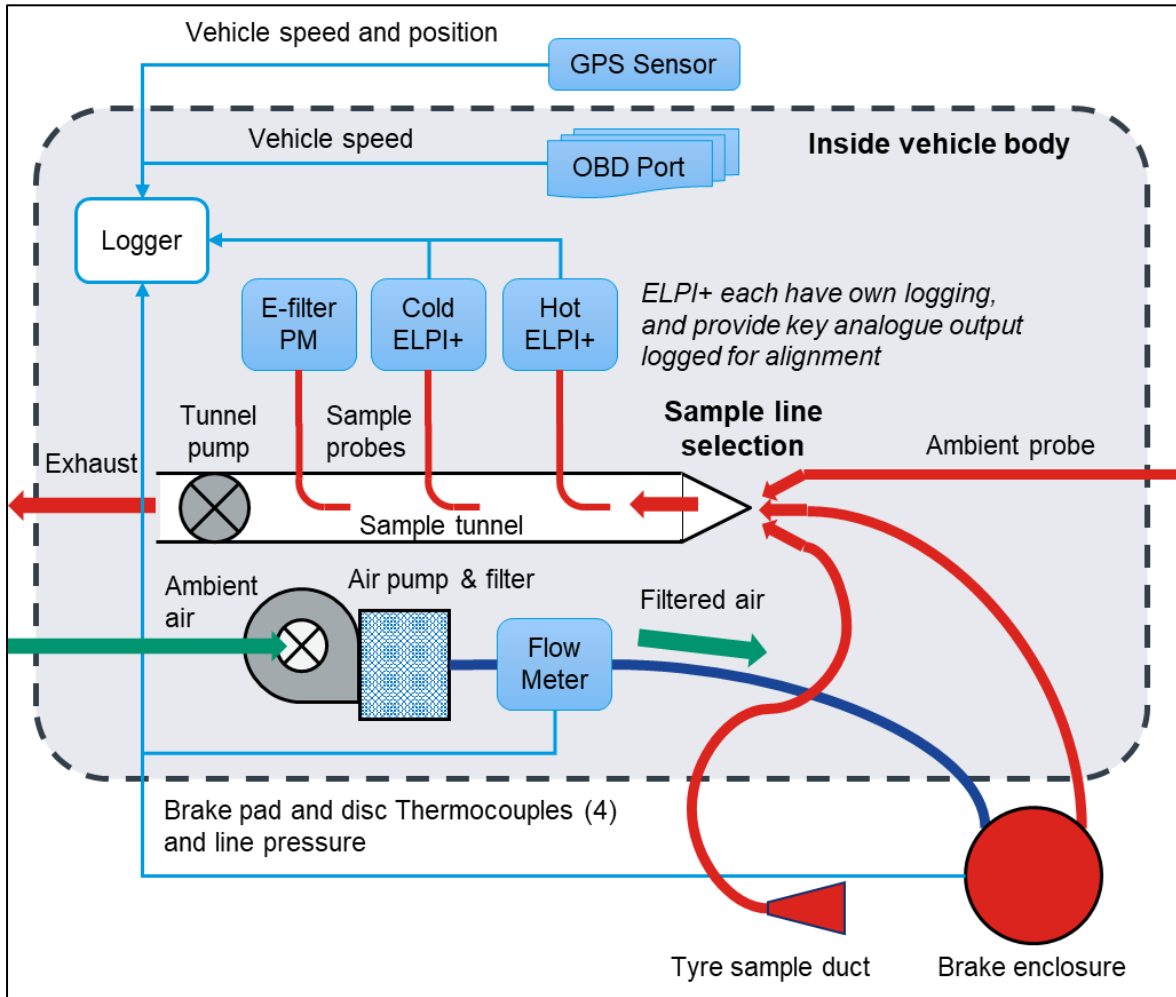 Vehicle speed and position
GPS Sensor
Vehicle speed
OBD Port
Inside vehicle body
Logger
E-filter
PM
Cold
ELPI+
Hot
ELPI+
ELPI+ each have own logging,
and provide key analogue output
logged for alignment
Tunnel
pump
Sample
probes
Sample line
selection
Exhaust
Ambient probe
Sample tunnel
Ambient
air
Air pump & filter
Filtered air
Flow
Meter
Brake pad and disc Thermocouples (4)
and line pressure
Tyre sample duct
Brake enclosure